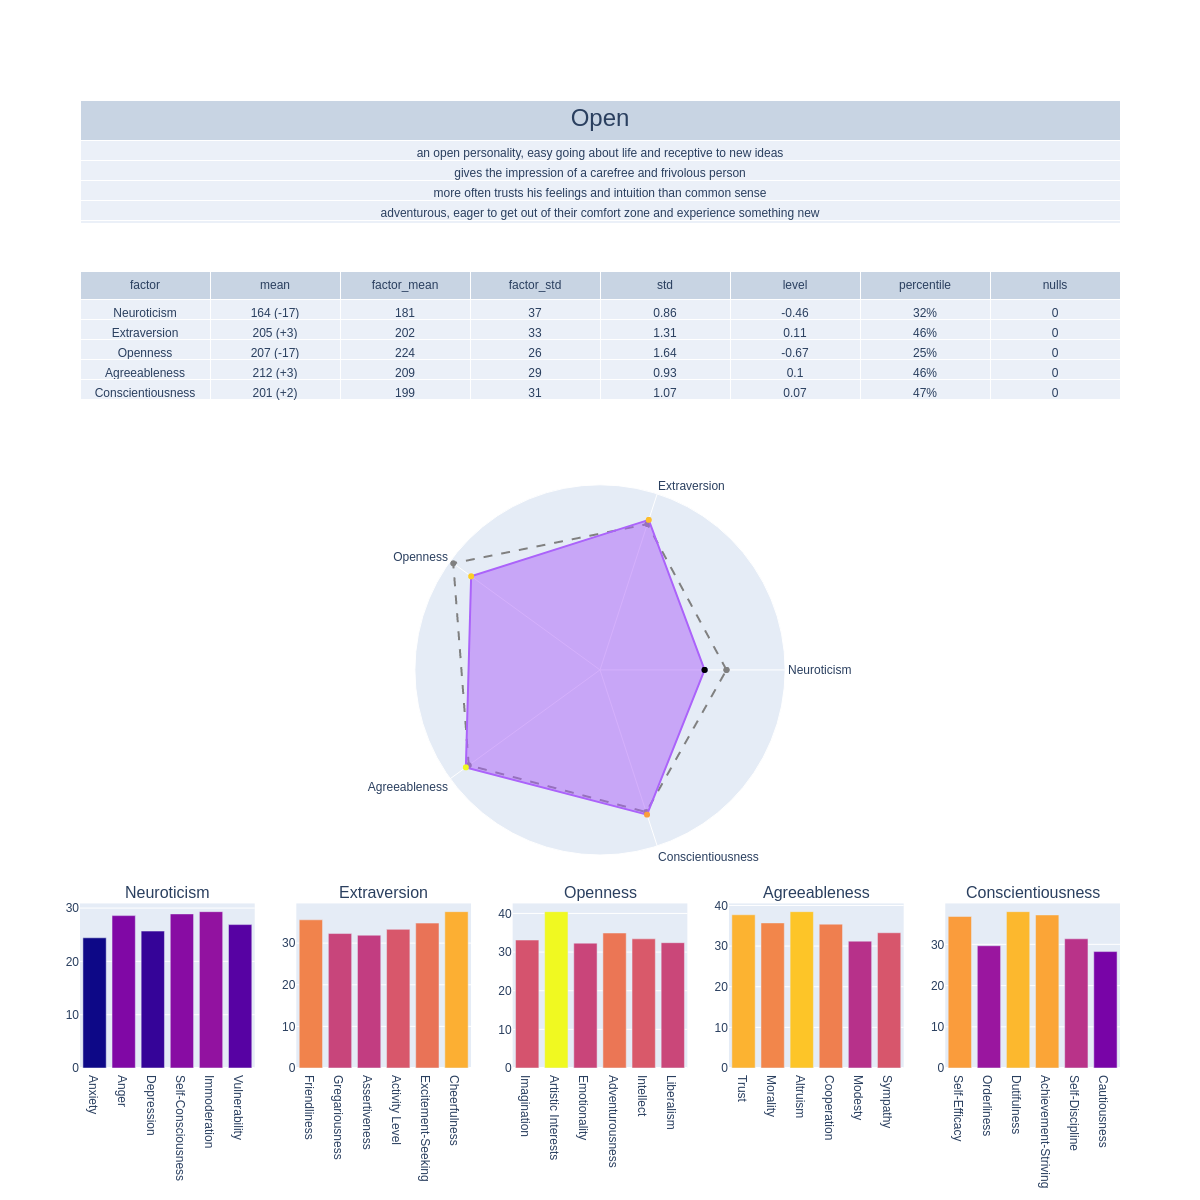 Open
an open personality, easy going about life and receptive to new ideas
gives the impression of a carefree and frivolous person
more often trusts his feelings and intuition than common sense
adventurous, eager to get out of their comfort zone and experience something new
factor mean factor_mean factor_std std level percentile nulls
Neuroticism 164 (-17) 181 37 0.86 -0.46 32% 0
Extraversion 205 (+3) 202 33 1.31 0.11 46% 0
Openness 207 (-17) 224 26 1.64 -0.67 25% 0
Agreeableness 212 (+3) 209 29 0.93 0.1 46% 0
Conscientiousness 201 (+2) 199 31 1.07 0.07 47% 0
Extraversion
Openness
Neuroticism
Agreeableness
Conscientiousness
Neuroticism
30
20
10
0
Anxiety
Anger
Depression
Self-Consciousness
Immoderation
Vulnerability
Extraversion
30
20
10
0
Friendliness
Gregariousness
Assertiveness
Activity Level
Excitement-Seeking
Cheerfulness
Openness
40
30
20
10
0
Imagination
Artistic Interests
Emotionality
Adventurousness
Intellect
Liberalism
Agreeableness
40
30
20
10
0
Trust
Morality
Altruism
Cooperation
Modesty
Sympathy
Conscientiousness
30
20
10
0
Self-Efficacy
Orderliness
Dutifulness
Achievement-Striving
Self-Discipline
Cautiousness